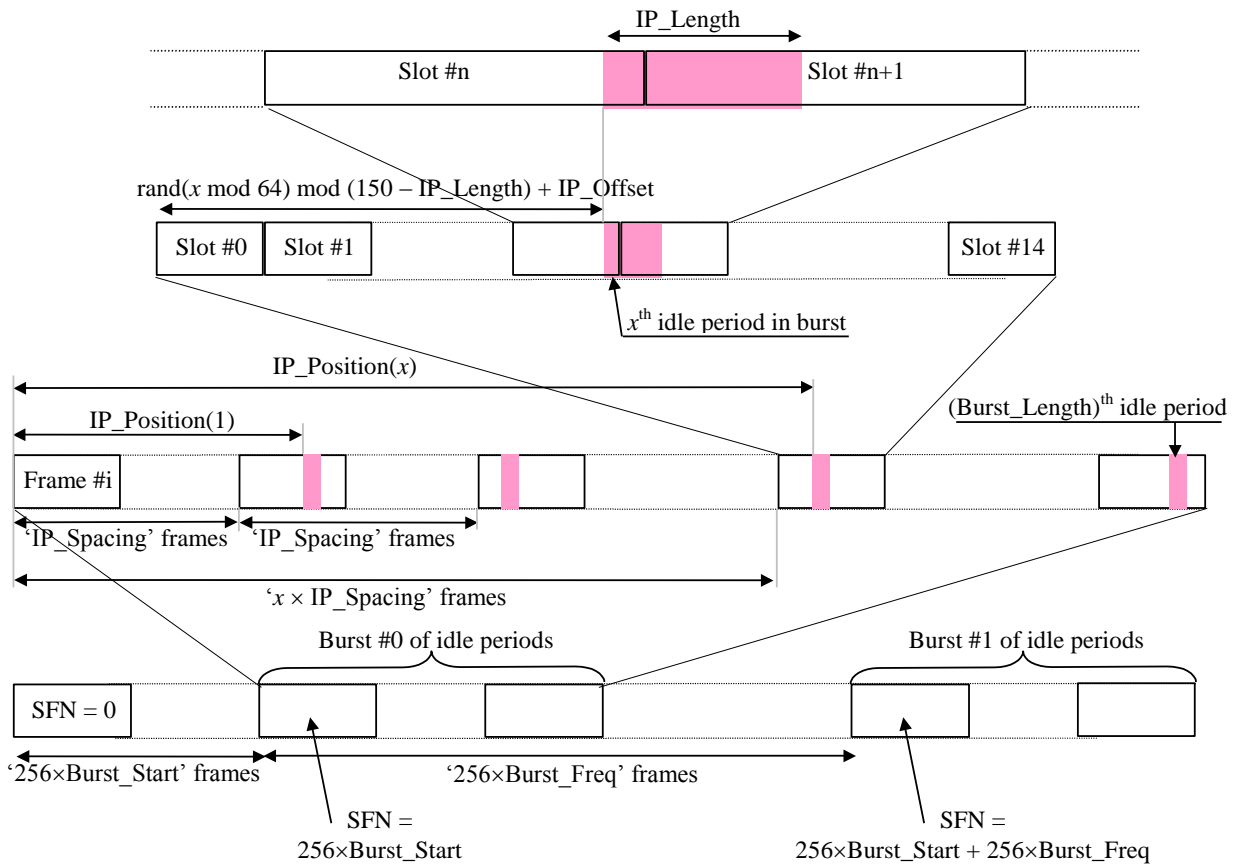 IP_Length
Slot #n
Slot #n+1
rand(x mod 64) mod (150 – IP_Length) + IP_Offset
Slot #0
Slot #1
Slot #14
xth idle period in burst
IP_Position(x)
IP_Position(1)
(Burst_Length)th idle period
Frame #i
‘IP_Spacing’ frames
‘IP_Spacing’ frames
‘x × IP_Spacing’ frames
Burst #0 of idle periods
Burst #1 of idle periods
SFN = 0
‘256×Burst_Start’ frames
‘256×Burst_Freq’ frames
SFN =
256×Burst_Start
SFN =
256×Burst_Start + 256×Burst_Freq